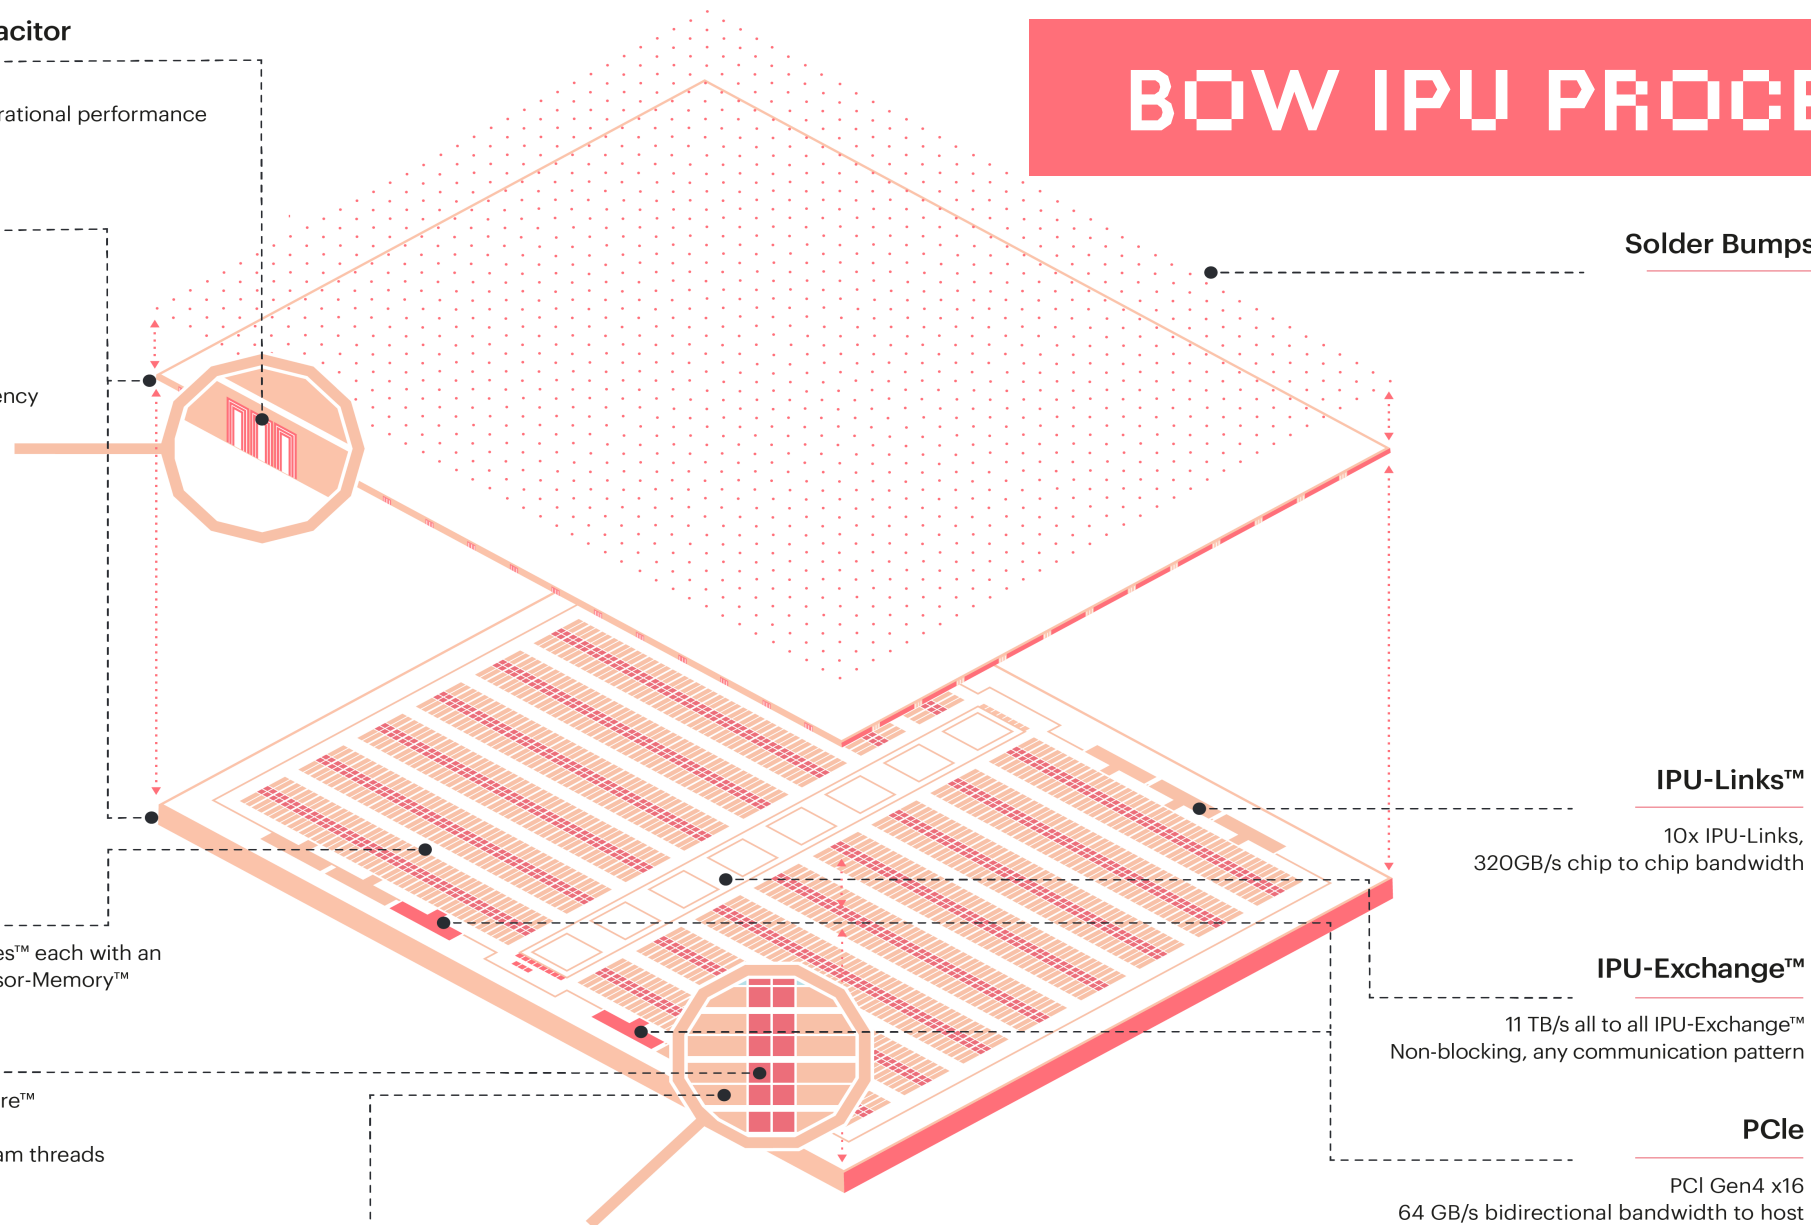 acitor
rational performance
ency
es™ each with an
sor-Memory™
re™
am threads
BOW IPU PROCE
Solder Bumps
IPU-Links™
10x IPU-Links,
320GB/s chip to chip bandwidth
IPU-Exchange™
11 TB/s all to all IPU-Exchange™
Non-blocking, any communication pattern
PCIe
PCI Gen4 x16
64 GB/s bidirectional bandwidth to host